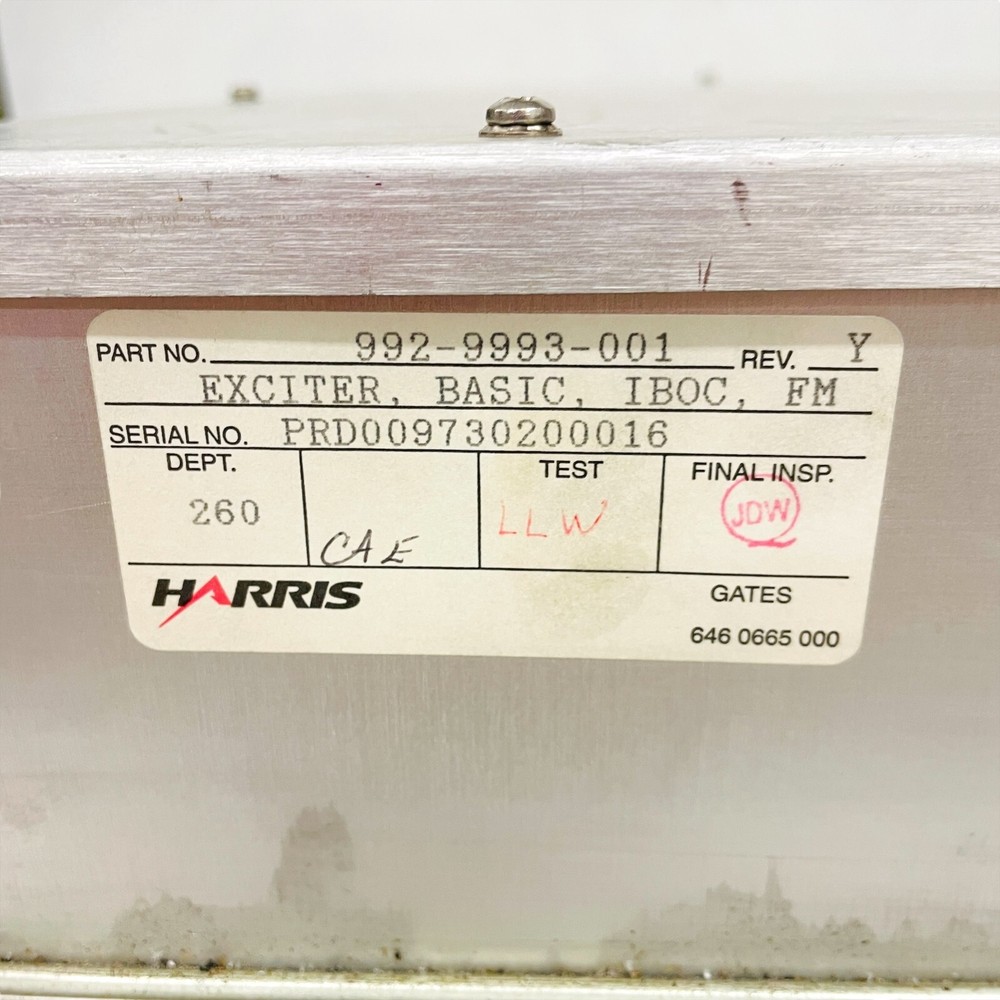 PART NO. 992-9993-001 REV. Y
EXCITER, BASIC, IBOC, FM
SERIAL NO. PRD009730200016
DEPT. TEST FINAL INSP.
260 CAE LLW JDW
HARRIS GATES
646 0665 000